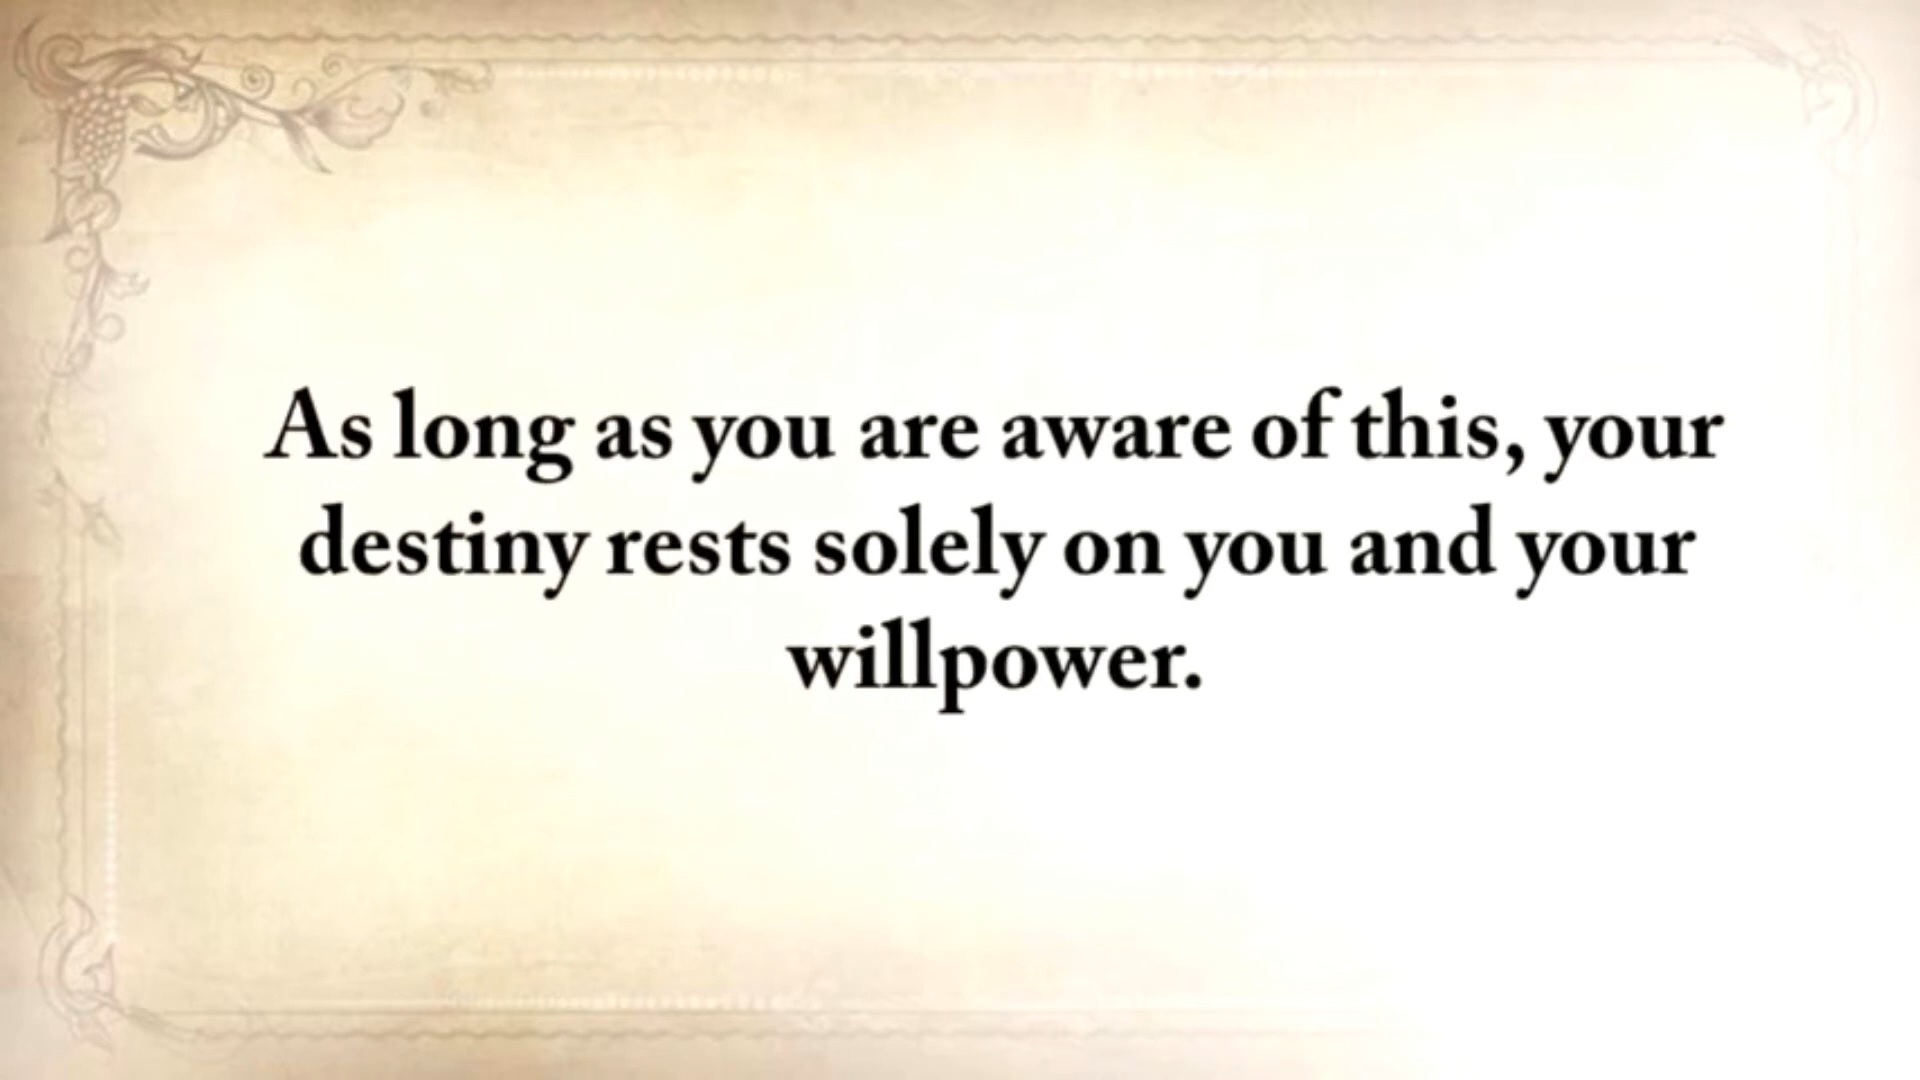 As long as you are aware of this, your
destiny rests solely on you and your
willpower.